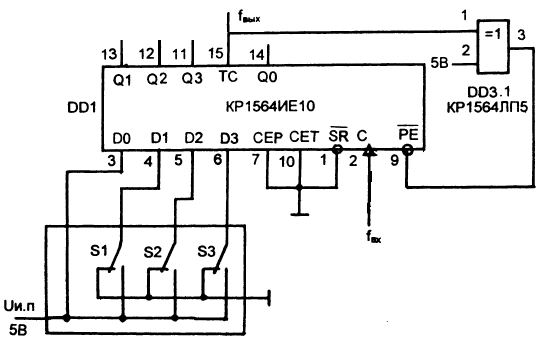 fвых
13 12 11 15 14 1 =1 3
Q1 Q2 Q3 TC Q0 5В 2
DD1 КР1564ИЕ10 DD3.1
КР1564ЛП5
D0 D1 D2 D3 CEP CET SR C PE
3 4 5 6 7 10 1 2 9
fвх
S1 S2 S3
Uи.п
5В